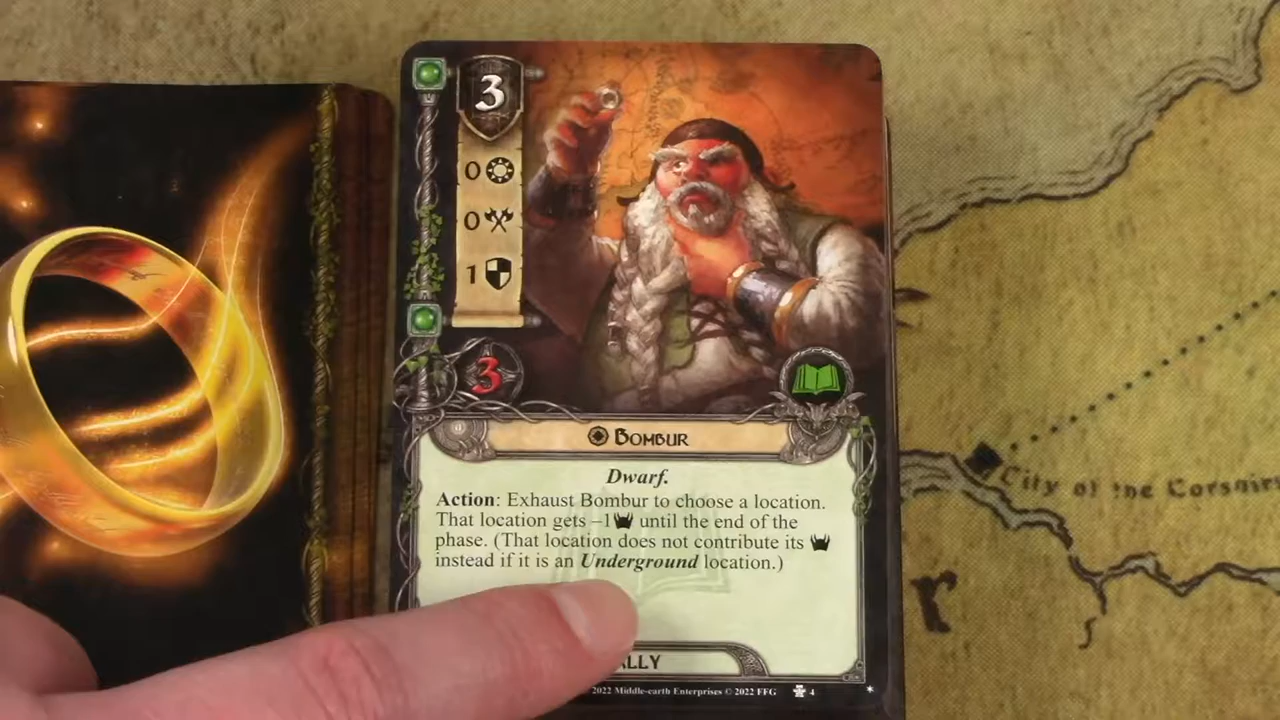 3
0
0
1
3
BOMBUR
Dwarf.
Action: Exhaust Bombur to choose a location.
That location gets –1 until the end of the
phase. (That location does not contribute its
instead if it is an Underground location.)
2022 Middle-earth Enterprises © 2022 FFG 4
City of the Corsairs
r